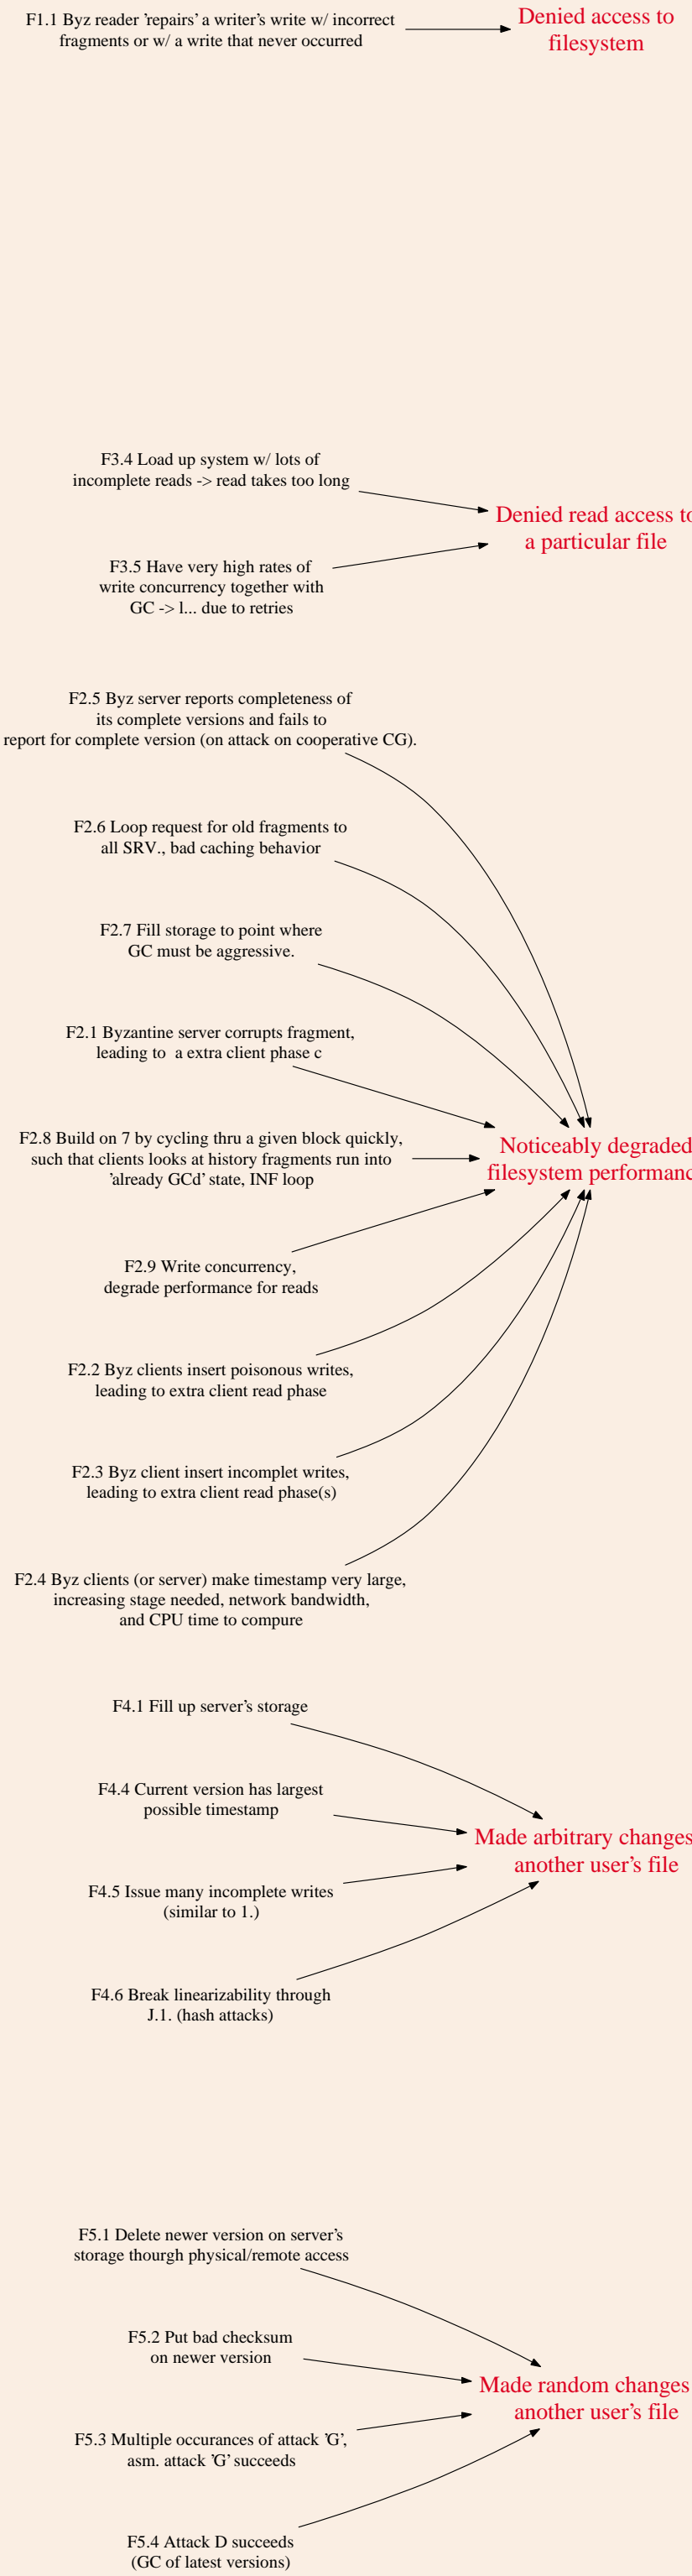 F1.1 Byz reader 'repairs' a writer's write w/ incorrect
fragments or w/ a write that never occurred
Denied access to
filesystem
F3.4 Load up system w/ lots of
incomplete reads -> read takes too long
F3.5 Have very high rates of
write concurrency together with
GC -> l... due to retries
Denied read access to
a particular file
F2.5 Byz server reports completeness of
its complete versions and fails to
report for complete version (on attack on cooperative CG).
F2.6 Loop request for old fragments to
all SRV., bad caching behavior
F2.7 Fill storage to point where
GC must be aggressive.
F2.1 Byzantine server corrupts fragment,
leading to  a extra client phase c
F2.8 Build on 7 by cycling thru a given block quickly,
such that clients looks at history fragments run into
'already GCd' state, INF loop
Noticeably degraded
filesystem performanc
F2.9 Write concurrency,
degrade performance for reads
F2.2 Byz clients insert poisonous writes,
leading to extra client read phase
F2.3 Byz client insert incomplet writes,
leading to extra client read phase(s)
F2.4 Byz clients (or server) make timestamp very large,
increasing stage needed, network bandwidth,
and CPU time to compure
F4.1 Fill up server's storage
F4.4 Current version has largest
possible timestamp
Made arbitrary changes
another user's file
F4.5 Issue many incomplete writes
(similar to 1.)
F4.6 Break linearizability through
J.1. (hash attacks)
F5.1 Delete newer version on server's
storage thourgh physical/remote access
F5.2 Put bad checksum
on newer version
Made random changes
another user's file
F5.3 Multiple occurances of attack 'G',
asm. attack 'G' succeeds
F5.4 Attack D succeeds
(GC of latest versions)